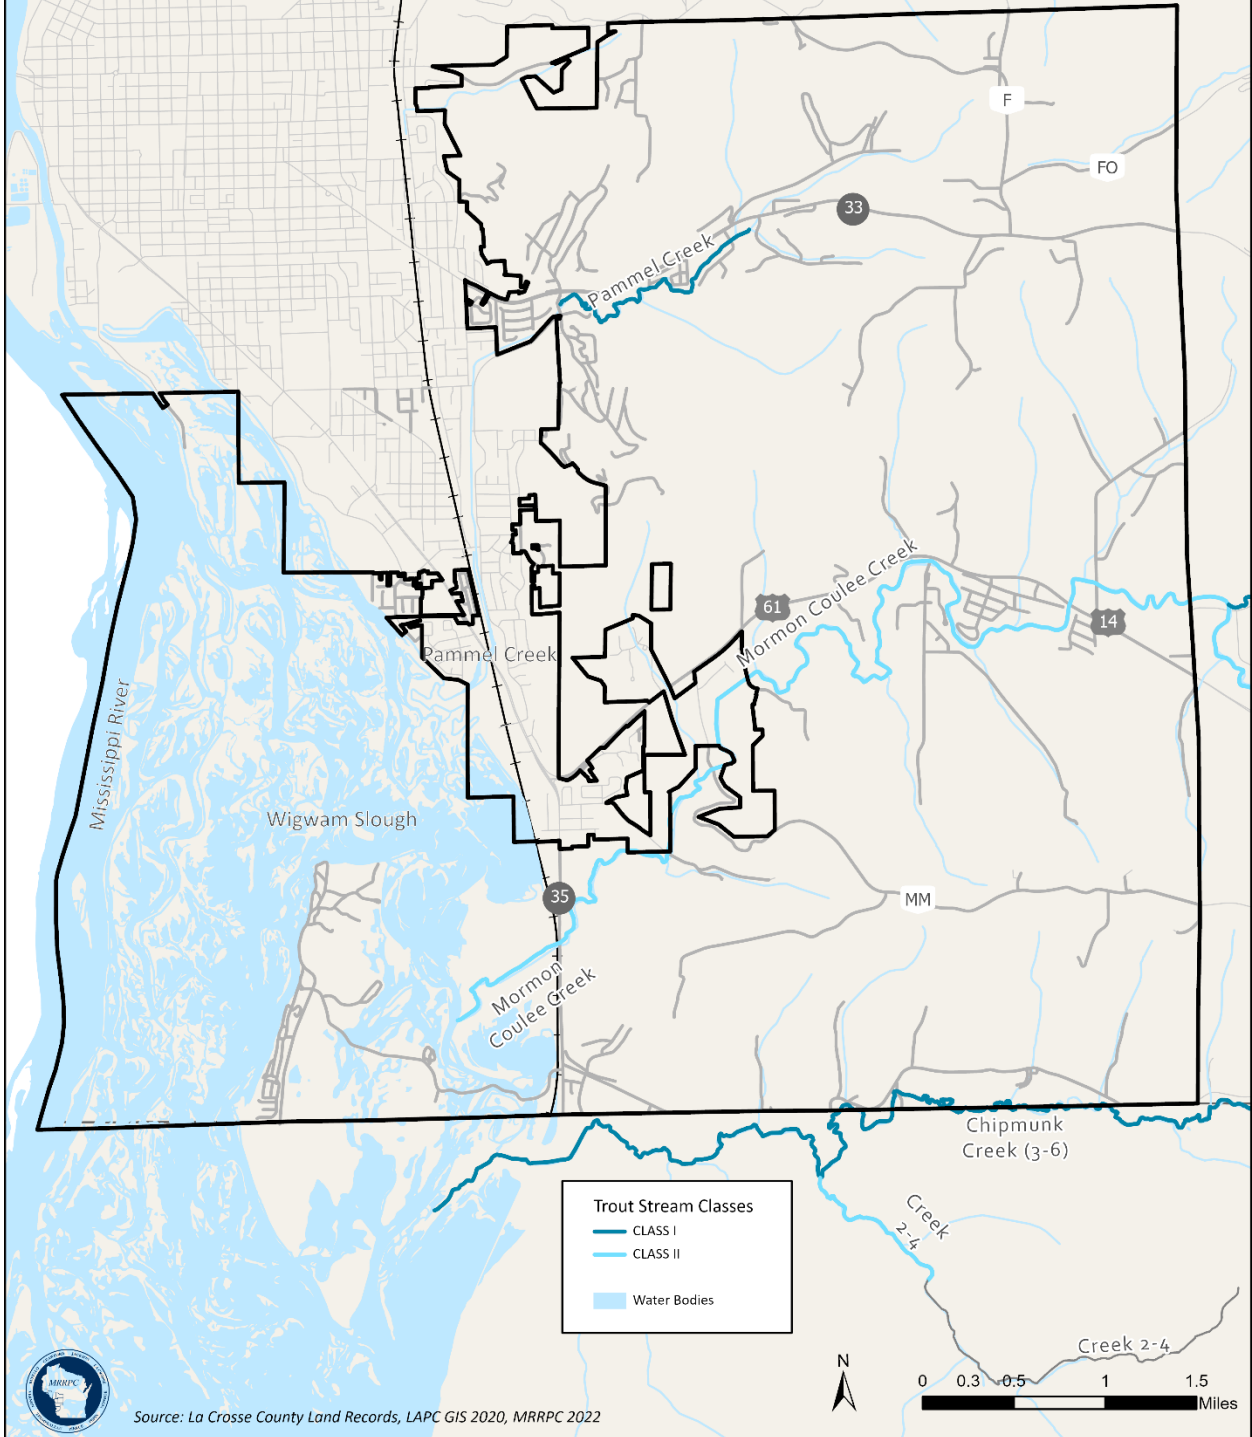 F
FO
33
Pammel Creek
61
Mormon Coulee Creek
14
Pammel Creek
Mississippi River
Wigwam Slough
35
MM
Mormon
Coulee Creek
Chipmunk
Creek (3-6)
Creek
2-4
Creek 2-4
Trout Stream Classes
CLASS I
CLASS II
Water Bodies
N
0 0.3 0.5 1 1.5
Miles
MRRPC
Source: La Crosse County Land Records, LAPC GIS 2020, MRRPC 2022